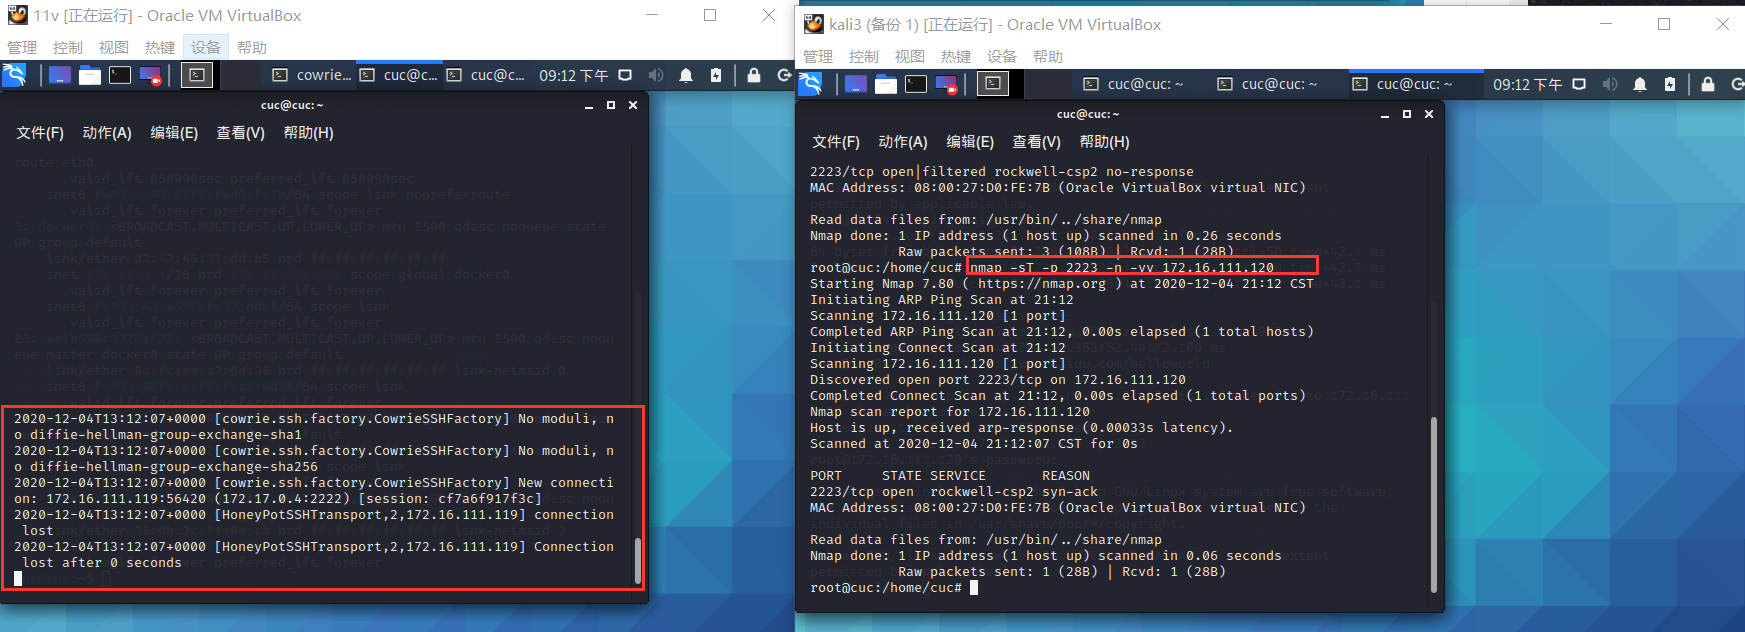 11v [正在运行] - Oracle VM VirtualBox
管理 控制 视图 热键 设备 帮助
cowrie... cuc@c... cuc@c... 09:12 下午
cuc@cuc: ~
文件(F) 动作(A) 编辑(E) 查看(V) 帮助(H)
route eth0
valid_lft 858998sec preferred_lft 858998sec
valid_lft forever preferred_lft forever
2020-12-04T13:12:07+0000 [cowrie.ssh.factory.CowrieSSHFactory] No moduli, n
o diffie-hellman-group-exchange-sha1
2020-12-04T13:12:07+0000 [cowrie.ssh.factory.CowrieSSHFactory] No moduli, n
o diffie-hellman-group-exchange-sha256
2020-12-04T13:12:07+0000 [cowrie.ssh.factory.CowrieSSHFactory] New connecti
on: 172.16.111.119:56420 (172.17.0.4:2222) [session: cf7a6f917f3c]
2020-12-04T13:12:07+0000 [HoneyPotSSHTransport,2,172.16.111.119] connection
lost
2020-12-04T13:12:07+0000 [HoneyPotSSHTransport,2,172.16.111.119] Connection
lost after 0 seconds
kali3 (备份 1) [正在运行] - Oracle VM VirtualBox
管理 控制 视图 热键 设备 帮助
cuc@cuc: ~ cuc@cuc: ~ cuc@cuc: ~ 09:12 下午
cuc@cuc: ~
文件(F) 动作(A) 编辑(E) 查看(V) 帮助(H)
2223/tcp open|filtered rockwell-csp2 no-response
MAC Address: 08:00:27:D0:FE:7B (Oracle VirtualBox virtual NIC)
Read data files from: /usr/bin/../share/nmap
Nmap done: 1 IP address (1 host up) scanned in 0.26 seconds
Raw packets sent: 3 (108B) | Rcvd: 1 (28B)
root@cuc:/home/cuc# nmap -sT -p 2223 -n -vv 172.16.111.120
Starting Nmap 7.80 ( https://nmap.org ) at 2020-12-04 21:12 CST
Initiating ARP Ping Scan at 21:12
Scanning 172.16.111.120 [1 port]
Completed ARP Ping Scan at 21:12, 0.00s elapsed (1 total hosts)
Initiating Connect Scan at 21:12
Scanning 172.16.111.120 [1 port]
Discovered open port 2223/tcp on 172.16.111.120
Completed Connect Scan at 21:12, 0.00s elapsed (1 total ports)
Nmap scan report for 172.16.111.120
Host is up, received arp-response (0.00033s latency).
Scanned at 2020-12-04 21:12:07 CST for 0s
PORT STATE SERVICE REASON
2223/tcp open rockwell-csp2 syn-ack
MAC Address: 08:00:27:D0:FE:7B (Oracle VirtualBox virtual NIC)
Read data files from: /usr/bin/../share/nmap
Nmap done: 1 IP address (1 host up) scanned in 0.06 seconds
Raw packets sent: 1 (28B) | Rcvd: 1 (28B)
root@cuc:/home/cuc#